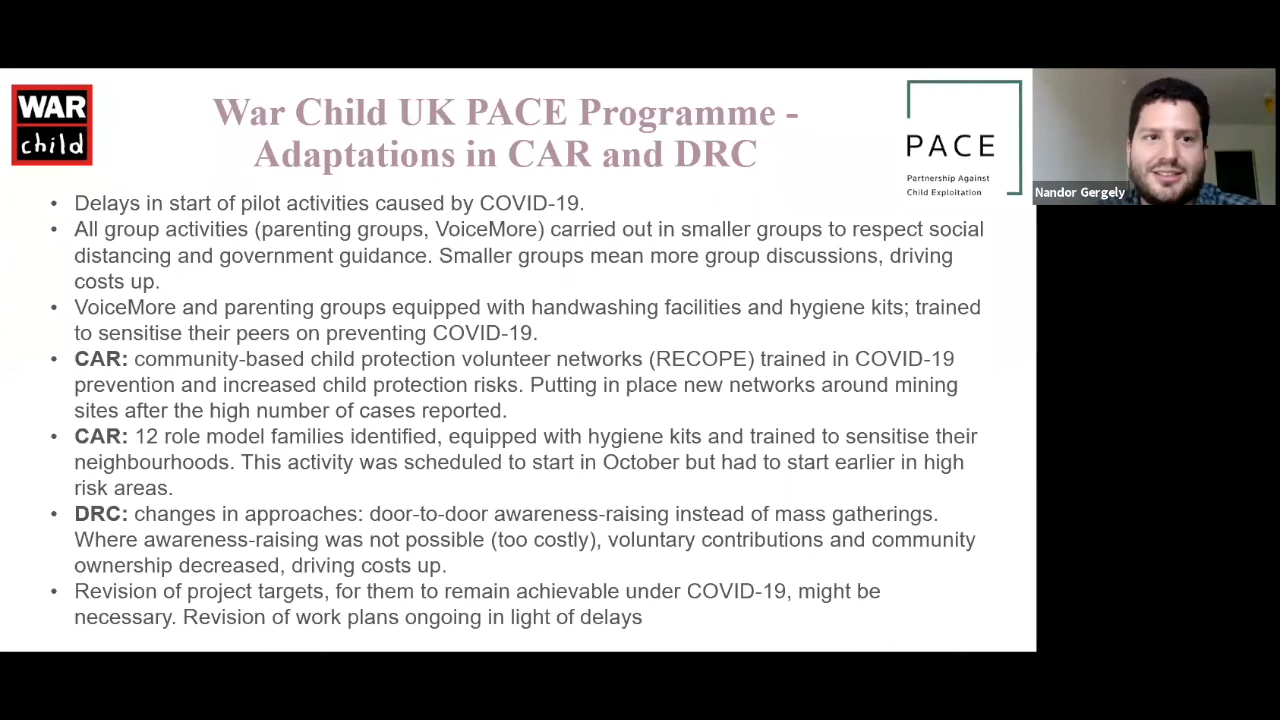 WAR
child
War Child UK PACE Programme -
Adaptations in CAR and DRC
PACE
Partnership Against
Child Exploitation
Nandor Gergely
• Delays in start of pilot activities caused by COVID-19.
• All group activities (parenting groups, VoiceMore) carried out in smaller groups to respect social
distancing and government guidance. Smaller groups mean more group discussions, driving
costs up.
• VoiceMore and parenting groups equipped with handwashing facilities and hygiene kits; trained
to sensitise their peers on preventing COVID-19.
• CAR: community-based child protection volunteer networks (RECOPE) trained in COVID-19
prevention and increased child protection risks. Putting in place new networks around mining
sites after the high number of cases reported.
• CAR: 12 role model families identified, equipped with hygiene kits and trained to sensitise their
neighbourhoods. This activity was scheduled to start in October but had to start earlier in high
risk areas.
• DRC: changes in approaches: door-to-door awareness-raising instead of mass gatherings.
Where awareness-raising was not possible (too costly), voluntary contributions and community
ownership decreased, driving costs up.
• Revision of project targets, for them to remain achievable under COVID-19, might be
necessary. Revision of work plans ongoing in light of delays